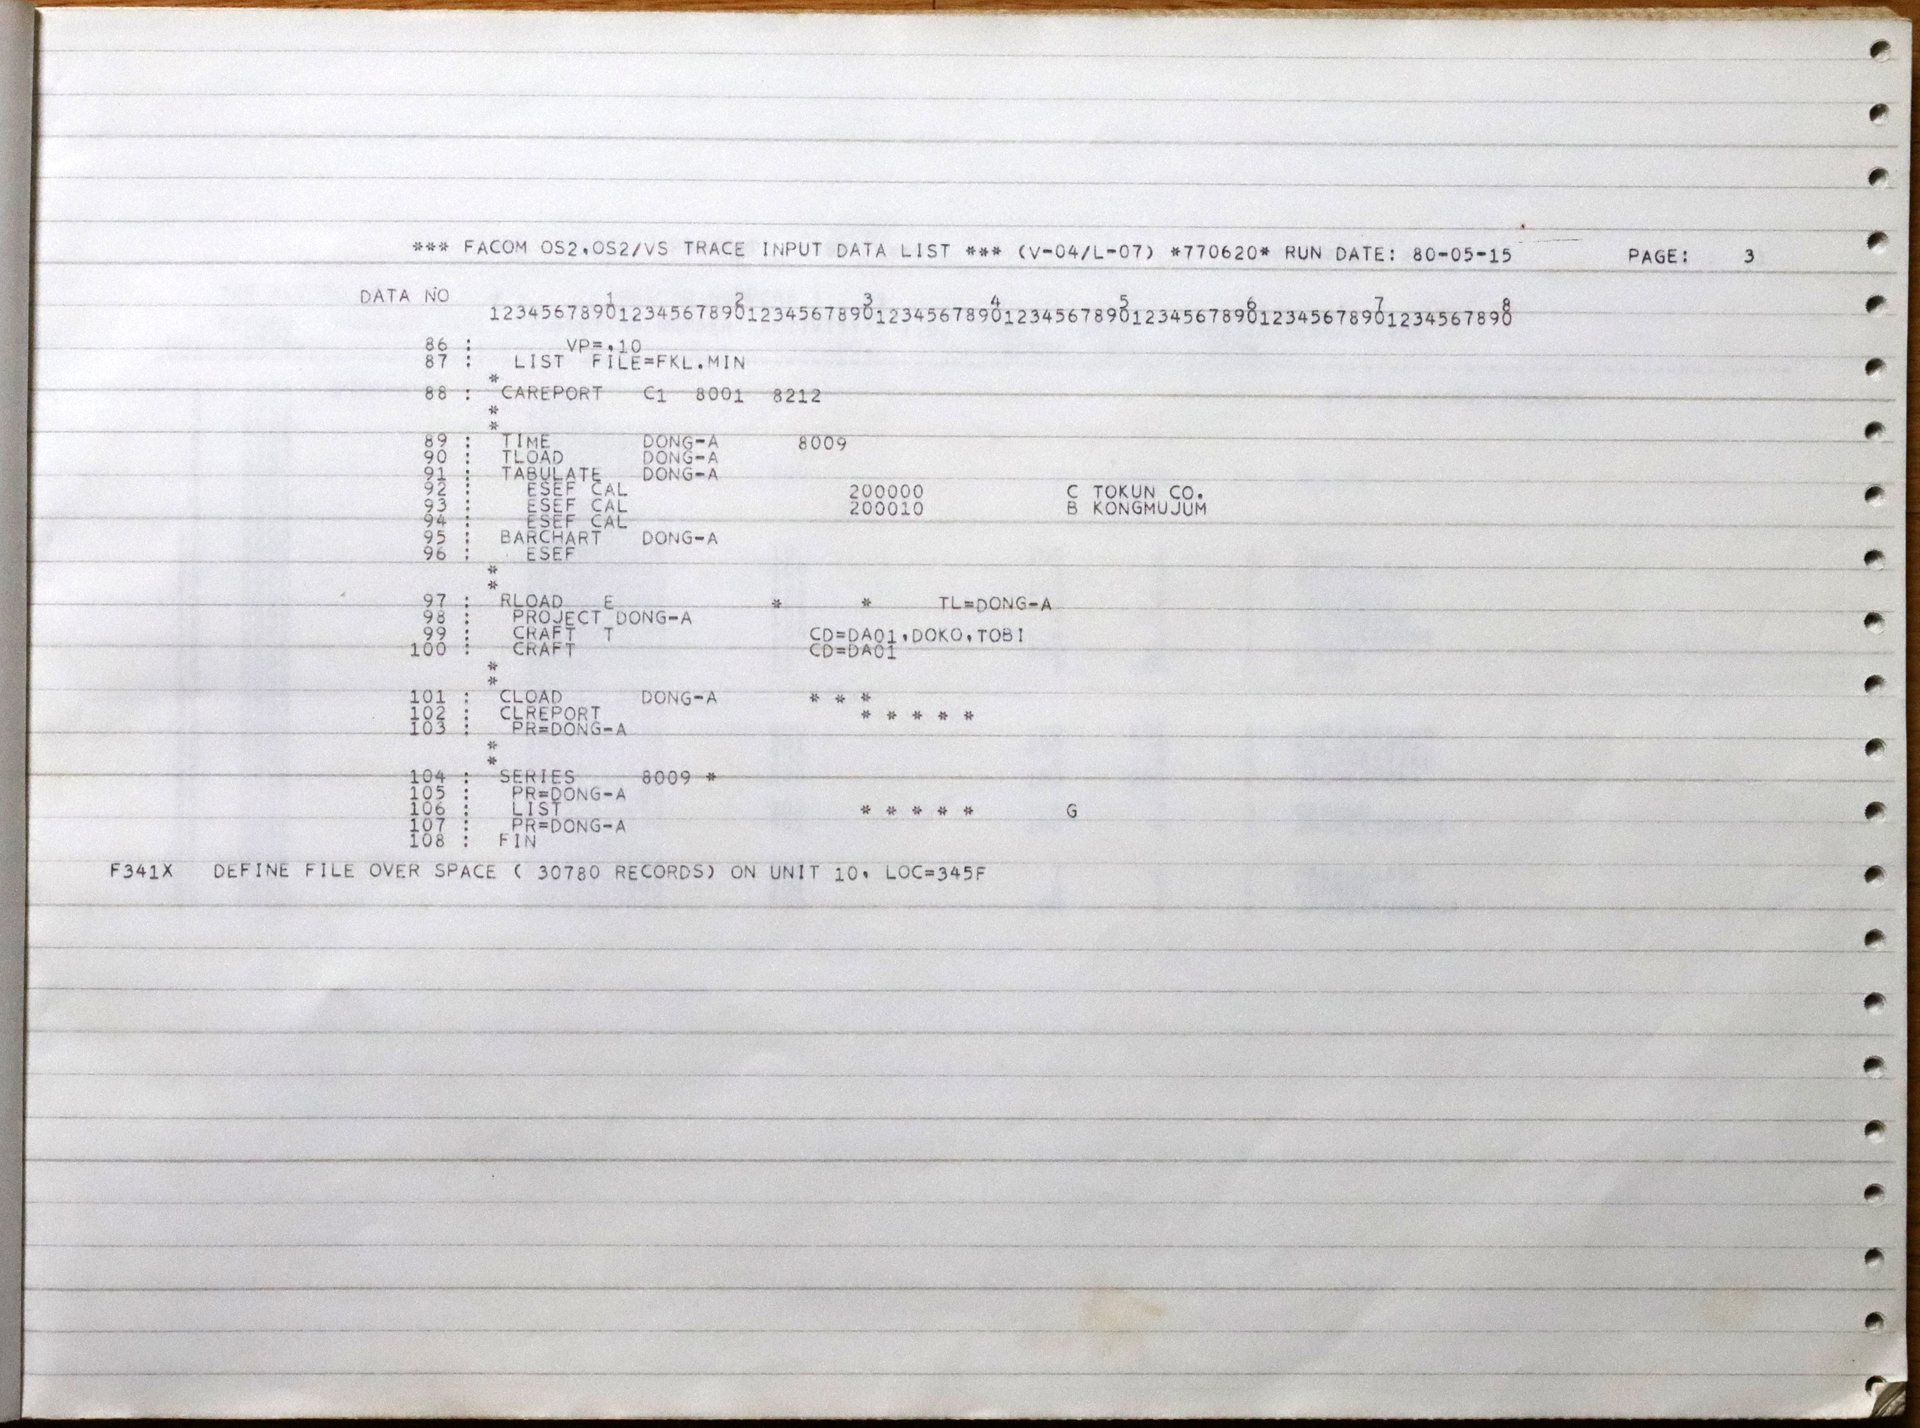 *** FACOM OS2,OS2/VS TRACE INPUT DATA LIST *** (V-04/L-07) *770620* RUN DATE: 80-05-15 PAGE: 3
DATA NO
1 2 3 4 5 6 7 8
12345678901234567890123456789012345678901234567890123456789012345678901234567890
86 : VP=,10
87 : LIST FILE=FKL.MIN
*
88 : CAREPORT C1 8001 8212
*
*
89 : TIME DONG-A 8009
90 : TLOAD DONG-A
91 : TABULATE DONG-A
92 : ESEF CAL 200000 C TOKUN CO.
93 : ESEF CAL 200010 B KONGMUJUM
94 : ESEF CAL
95 : BARCHART DONG-A
96 : ESEF
*
*
97 : RLOAD E * * TL=DONG-A
98 : PROJECT DONG-A
99 : CRAFT T CD=DA01,DOKO,TOBI
100 : CRAFT CD=DA01
*
*
101 : CLOAD DONG-A * * *
102 : CLREPORT * * * * *
103 : PR=DONG-A
*
*
104 : SERIES 8009 *
105 : PR=DONG-A
106 : LIST * * * * * G
107 : PR=DONG-A
108 : FIN
F341X DEFINE FILE OVER SPACE ( 30780 RECORDS) ON UNIT 10, LOC=345F